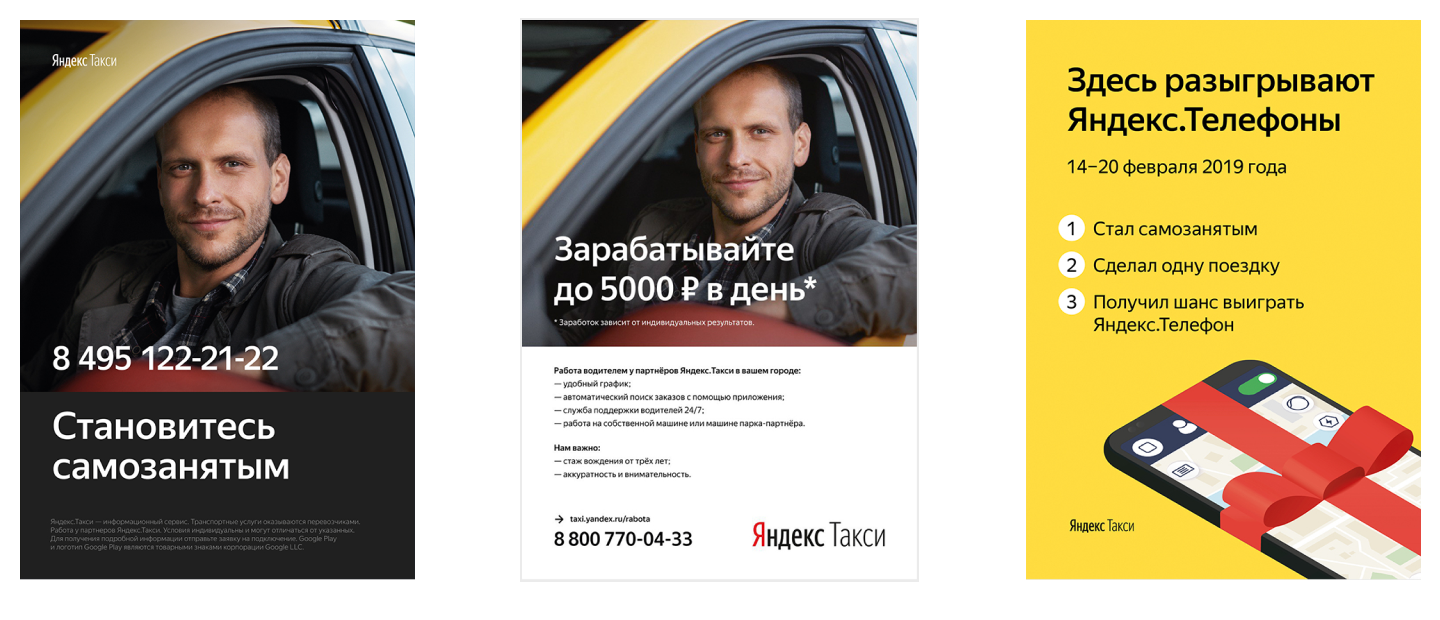 Яндекс Такси
8 495 122-21-22
Становитесь
самозанятым
Яндекс.Такси — информационный сервис. Транспортные услуги оказываются перевозчиками.
Работа у партнеров Яндекс.Такси. Условия индивидуальны и могут отличаться от указанных.
Для получения подробной информации отправьте заявку на подключение. Google Play
и логотип Google Play являются товарными знаками корпорации Google LLC.
Зарабатывайте
до 5000 ₽ в день*
* Заработок зависит от индивидуальных результатов.
Работа водителем у партнёров Яндекс.Такси в вашем городе:
— удобный график;
— автоматический поиск заказов с помощью приложения;
— служба поддержки водителей 24/7;
— работа на собственной машине или машине парка-партнёра.
Нам важно:
— стаж вождения от трёх лет;
— аккуратность и внимательность.
→ taxi.yandex.ru/rabota
8 800 770-04-33
Яндекс Такси
Здесь разыгрывают
Яндекс.Телефоны
14–20 февраля 2019 года
1 Стал самозанятым
2 Сделал одну поездку
3 Получил шанс выиграть
Яндекс.Телефон
Яндекс Такси